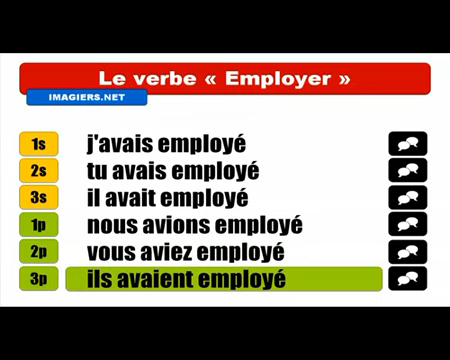 Le verbe « Employer »
IMAGIERS.NET
1s j'avais employé
2s tu avais employé
3s il avait employé
1p nous avions employé
2p vous aviez employé
3p ils avaient employé